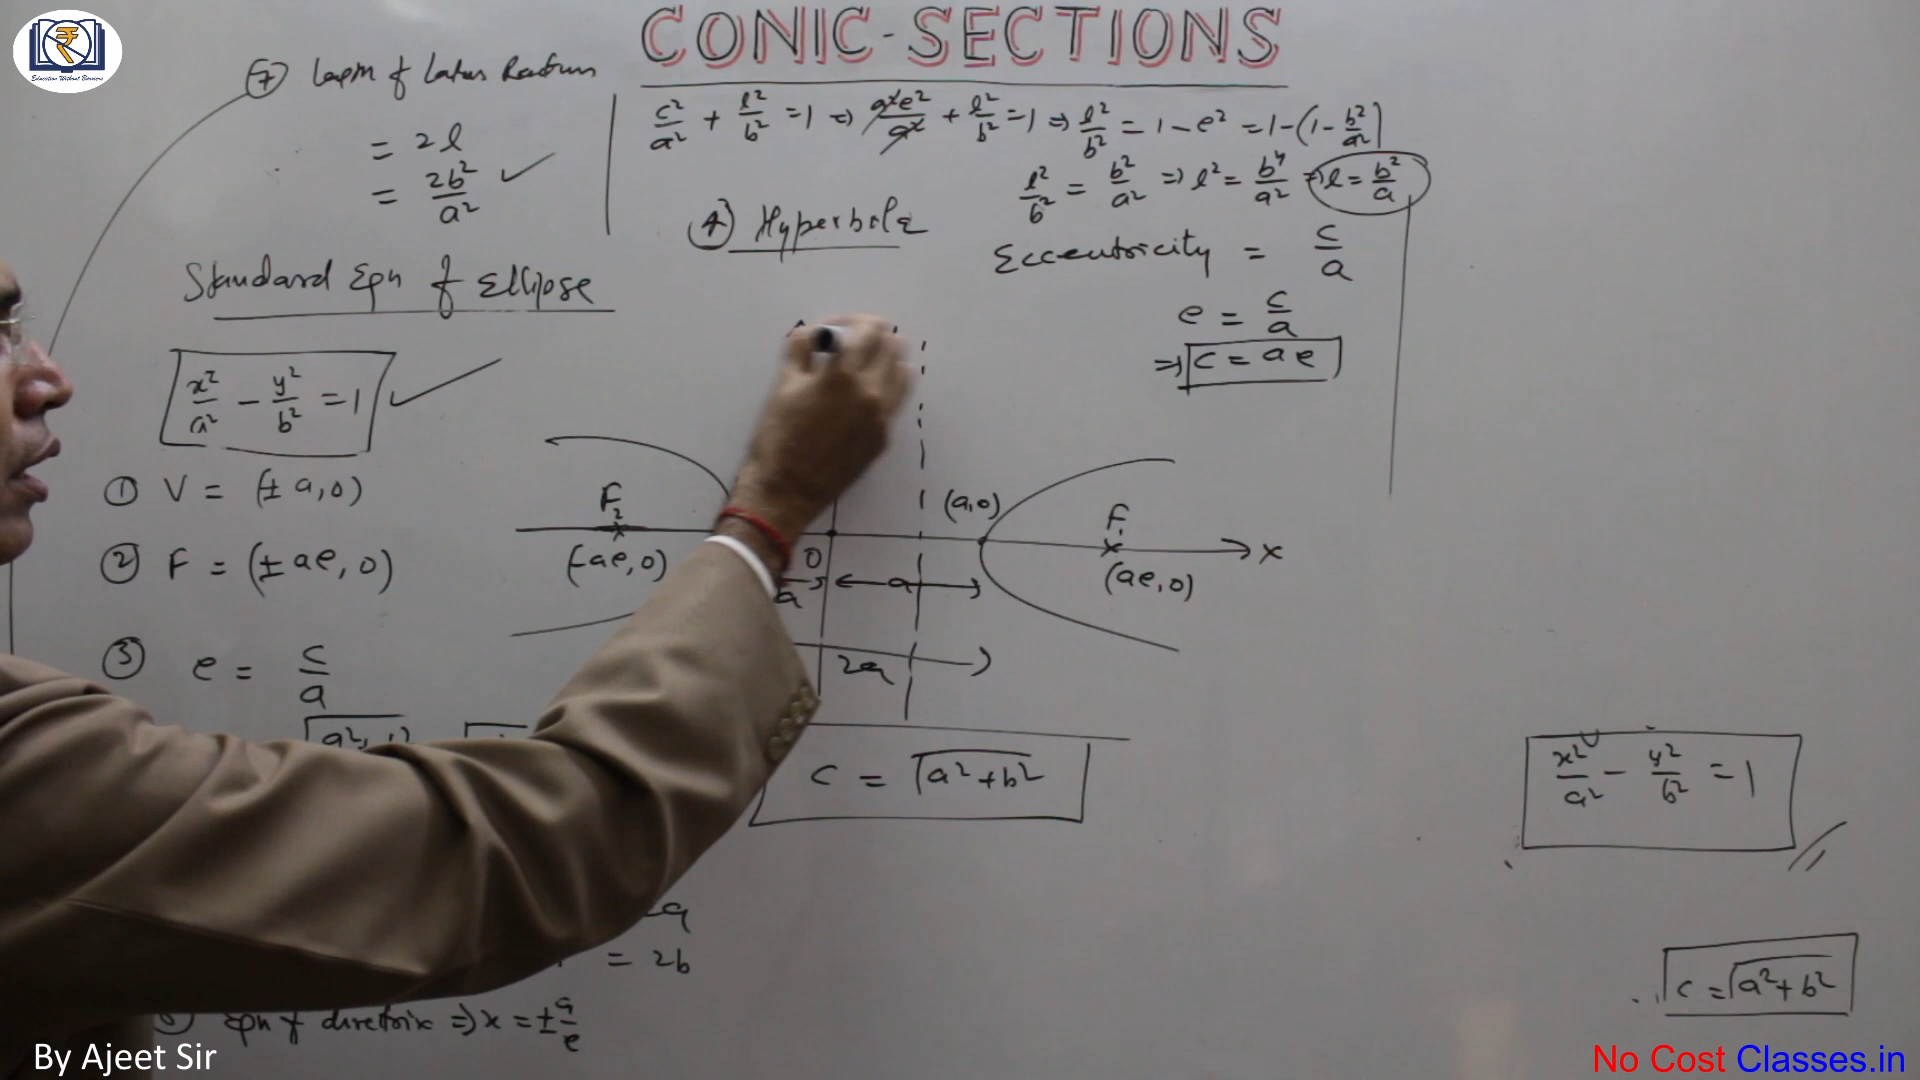 CONIC-SECTIONS
Education Without Barriers
⑦ Length of Latus Rectum
= 2l
= 2b²/a²
c²/a² + l²/b² = 1 ⇒ a²e²/a² + l²/b² = 1 ⇒ l²/b² = 1 - e² = 1 - (1 - b²/a²)
l²/b² = b²/a² ⇒ l² = b⁴/a² ⇒ l = b²/a
④ Hyperbola
Eccentricity = c/a
e = c/a
⇒ c = ae
Standard Eqn of Ellipse
x²/a² - y²/b² = 1
① V = (± a, 0)
② F = (± ae, 0)
③ e = c/a
F₂
(-ae, 0)
0
(a, 0)
F₁
(ae, 0)
x
a
a
2a
c = √a²+b²
= 2b
Eqn of directrix ⇒ x = ± a/e
x²/a² - y²/b² = 1
c = √a²+b²
By Ajeet Sir
No Cost Classes.in